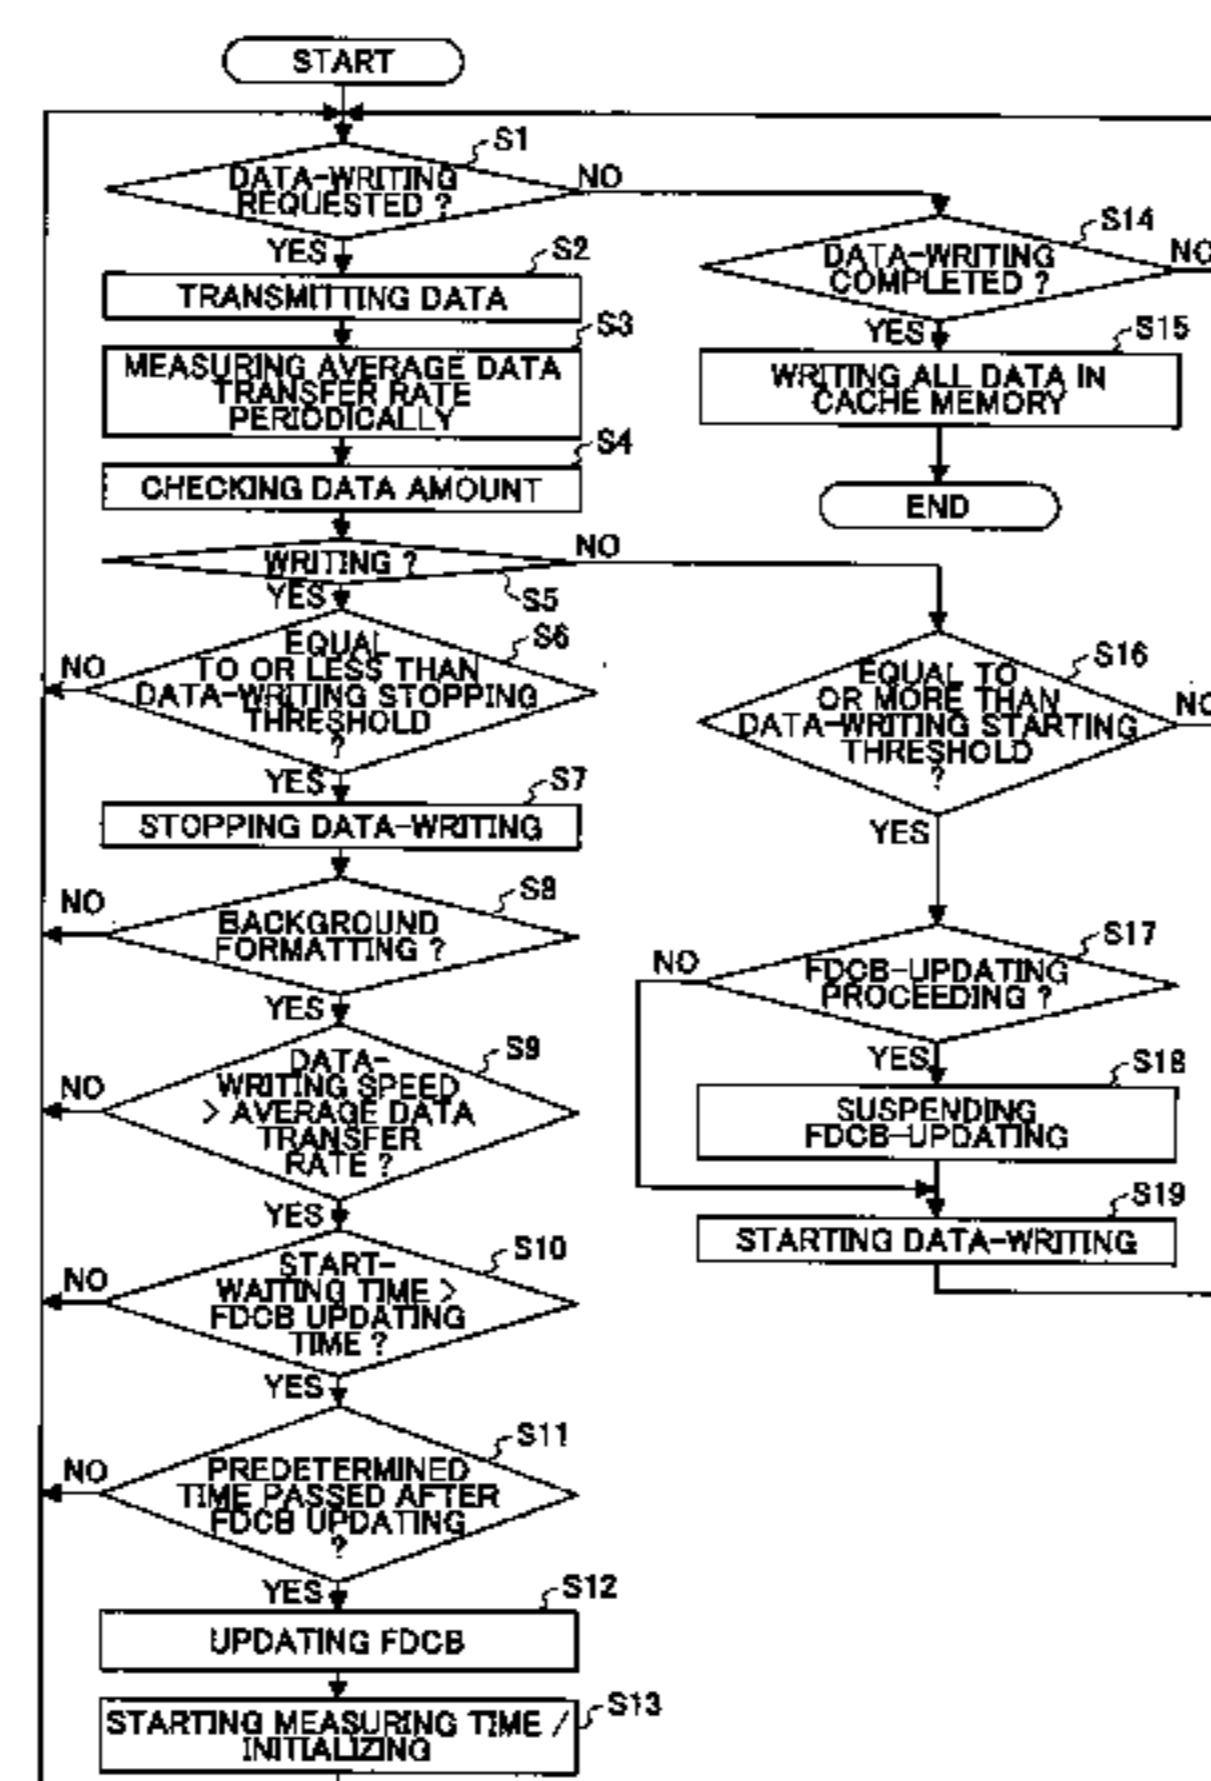 START
S1
DATA-WRITING
REQUESTED ?
NO
YES
S2
TRANSMITTING DATA
S3
MEASURING AVERAGE DATA
TRANSFER RATE
PERIODICALLY
S4
CHECKING DATA AMOUNT
WRITING ?
NO
S5
YES
S6
EQUAL
TO OR LESS THAN
DATA-WRITING STOPPING
THRESHOLD
?
NO
YES
S7
STOPPING DATA-WRITING
S8
BACKGROUND
FORMATTING ?
NO
YES
S9
DATA-
WRITING SPEED
> AVERAGE DATA
TRANSFER
RATE ?
NO
YES
S10
START-
WAITING TIME >
FDCB UPDATING
TIME ?
NO
YES
S11
PREDETERMINED
TIME PASSED AFTER
FDCB UPDATING
?
NO
YES
S12
UPDATING FDCB
S13
STARTING MEASURING TIME /
INITIALIZING
S14
DATA-WRITING
COMPLETED ?
NO
YES
S15
WRITING ALL DATA IN
CACHE MEMORY
END
S16
EQUAL TO
OR MORE THAN
DATA-WRITING STARTING
THRESHOLD
?
NO
YES
S17
FDCB-UPDATING
PROCEEDING ?
NO
YES
S18
SUSPENDING
FDCB-UPDATING
S19
STARTING DATA-WRITING